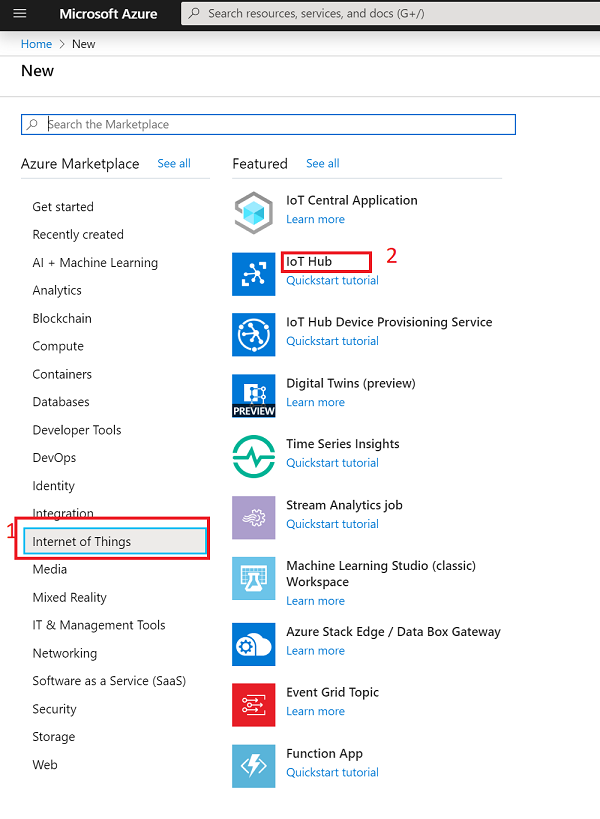 Microsoft Azure
Search resources, services, and docs (G+/)
Home > New
New
Search the Marketplace
Azure Marketplace See all
Get started
Recently created
AI + Machine Learning
Analytics
Blockchain
Compute
Containers
Databases
Developer Tools
DevOps
Identity
Integration
1
Internet of Things
Media
Mixed Reality
IT & Management Tools
Networking
Software as a Service (SaaS)
Security
Storage
Web
Featured See all
IoT Central Application
Learn more
IoT Hub 2
Quickstart tutorial
IoT Hub Device Provisioning Service
Quickstart tutorial
PREVIEW
Digital Twins (preview)
Learn more
Time Series Insights
Quickstart tutorial
Stream Analytics job
Quickstart tutorial
Machine Learning Studio (classic)
Workspace
Learn more
Azure Stack Edge / Data Box Gateway
Learn more
Event Grid Topic
Learn more
Function App
Quickstart tutorial